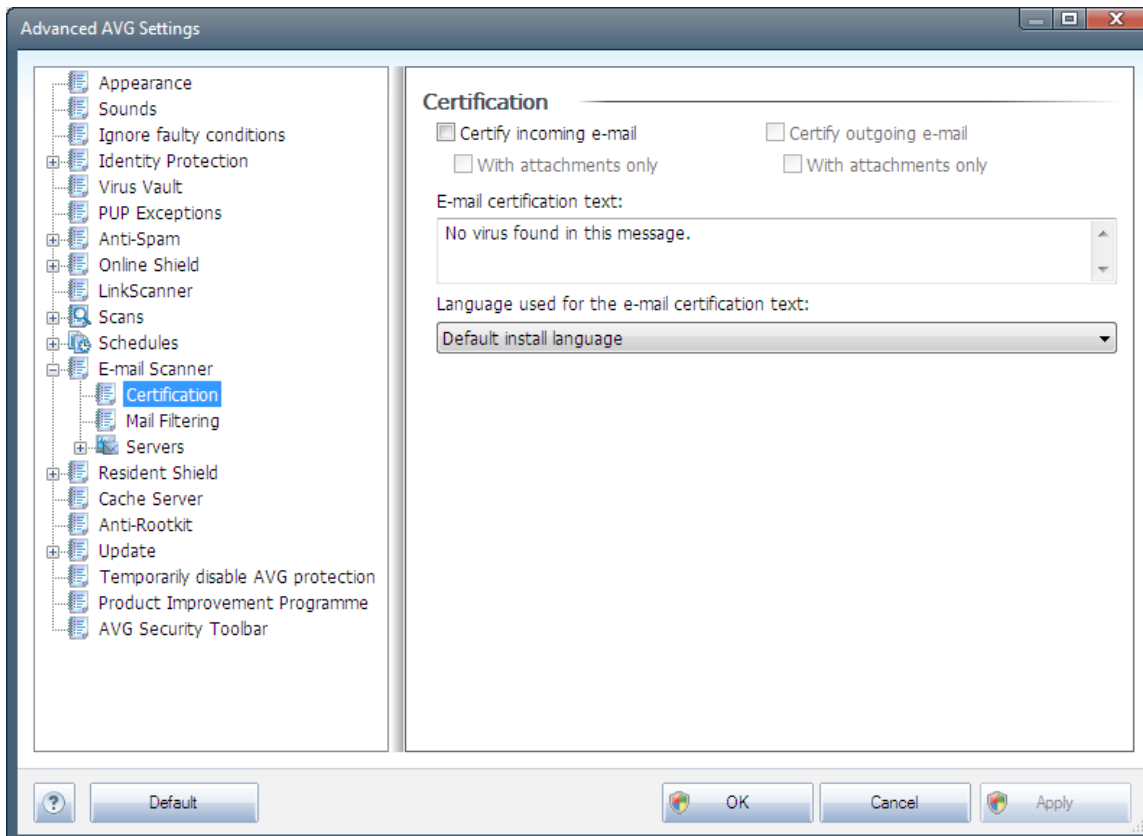 Advanced AVG Settings
Appearance
Sounds
Ignore faulty conditions
Identity Protection
Virus Vault
PUP Exceptions
Anti-Spam
Online Shield
LinkScanner
Scans
Schedules
E-mail Scanner
Certification
Mail Filtering
Servers
Resident Shield
Cache Server
Anti-Rootkit
Update
Temporarily disable AVG protection
Product Improvement Programme
AVG Security Toolbar
Certification
Certify incoming e-mail
Certify outgoing e-mail
With attachments only
With attachments only
E-mail certification text:
No virus found in this message.
Language used for the e-mail certification text:
Default install language
?
Default
OK
Cancel
Apply